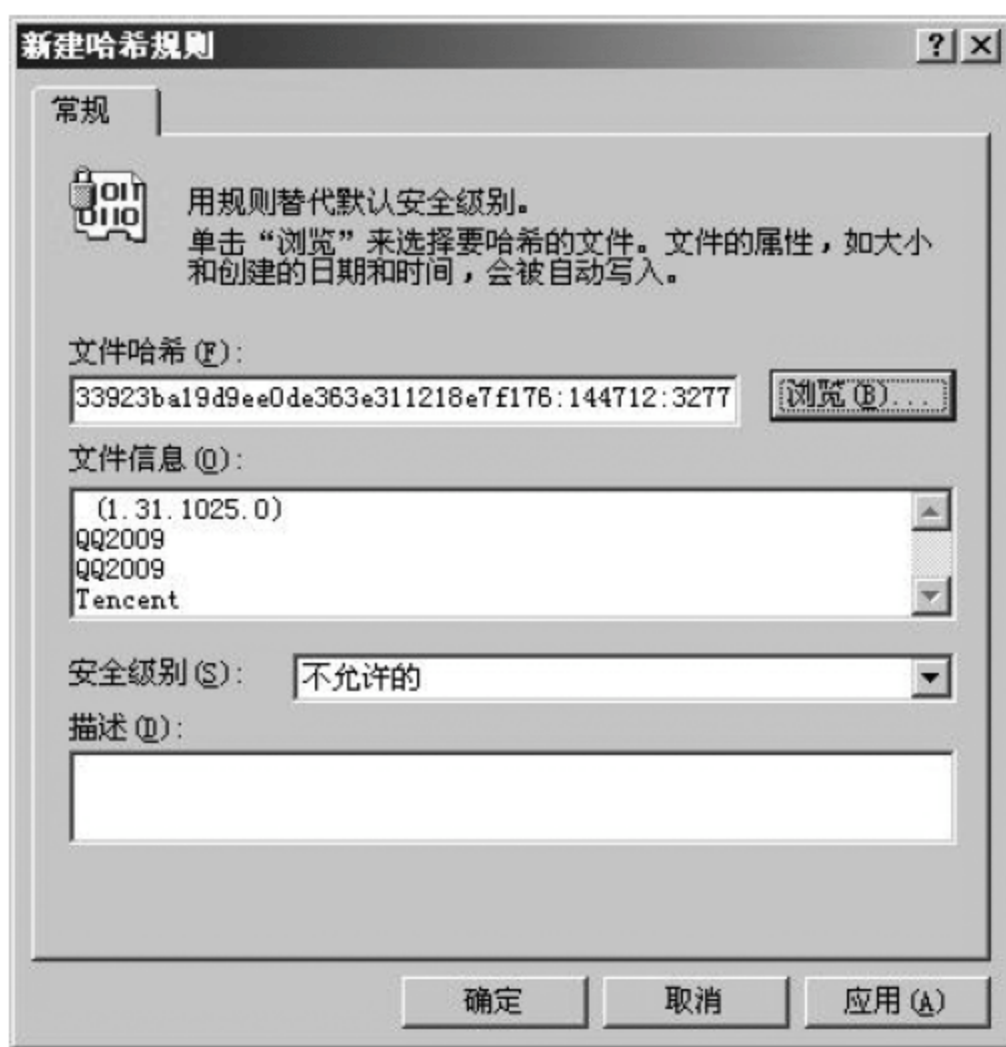 新建哈希规则
常规
用规则替代默认安全级别。
单击“浏览”来选择要哈希的文件。文件的属性，如大小
和创建的日期和时间，会被自动写入。
文件哈希(F):
33923ba19d9ee0de363e311218e7f176:144712:3277
浏览(B)...
文件信息(O):
(1.31.1025.0)
QQ2009
QQ2009
Tencent
安全级别(S): 不允许的
描述(D):
确定 取消 应用(A)